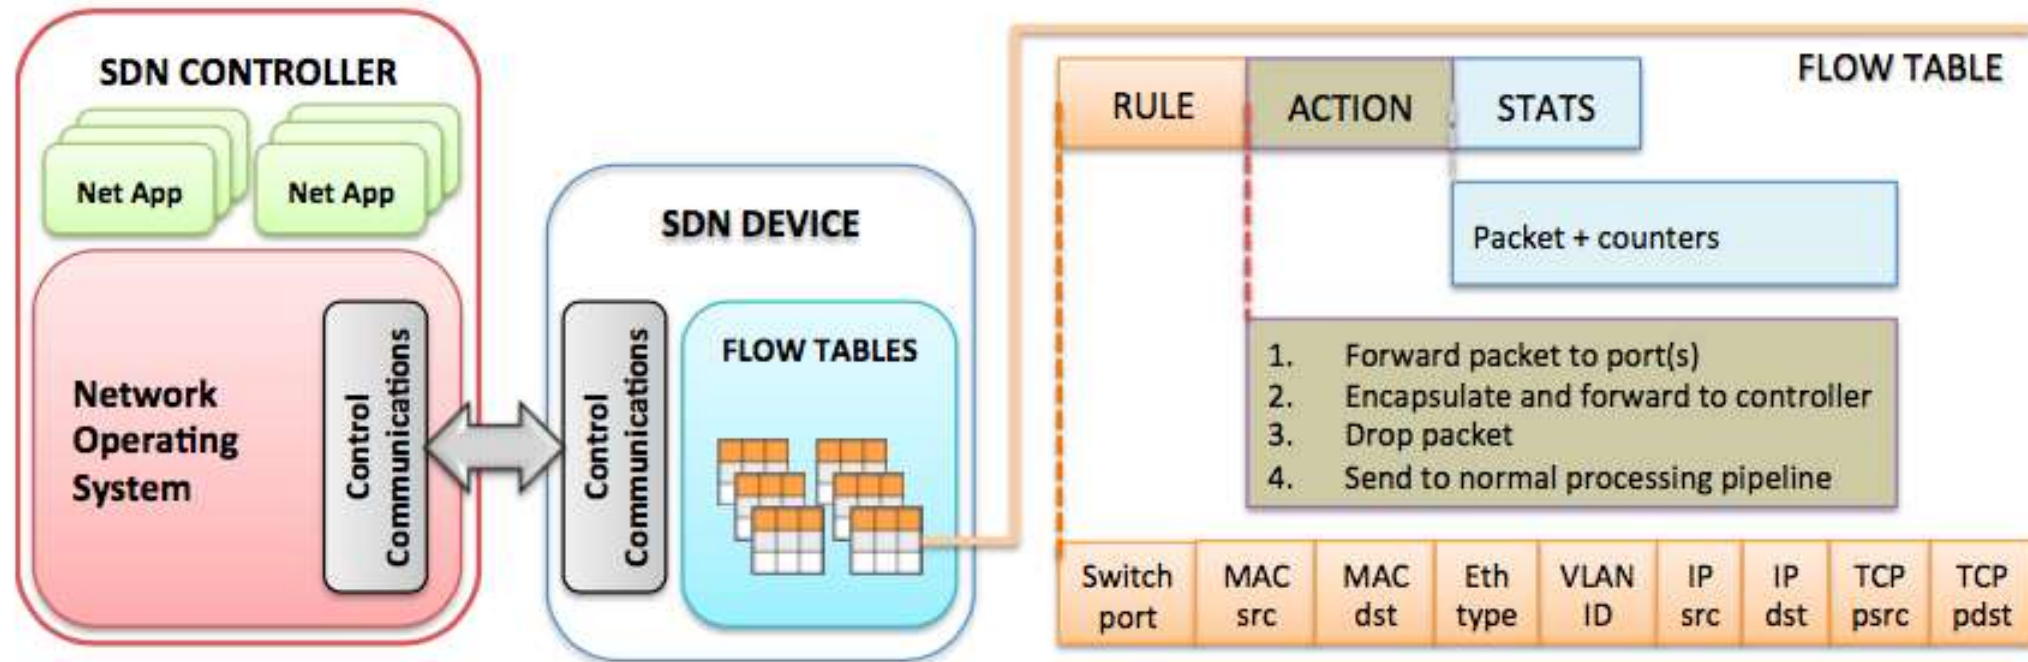 SDN CONTROLLER
Net App
Net App
Network
Operating
System
Control
Communications
SDN DEVICE
Control
Communications
FLOW TABLES
FLOW TABLE
RULE
ACTION
STATS
Packet + counters
1. Forward packet to port(s)
2. Encapsulate and forward to controller
3. Drop packet
4. Send to normal processing pipeline
Switch
port
MAC
src
MAC
dst
Eth
type
VLAN
ID
IP
src
IP
dst
TCP
psrc
TCP
pdst